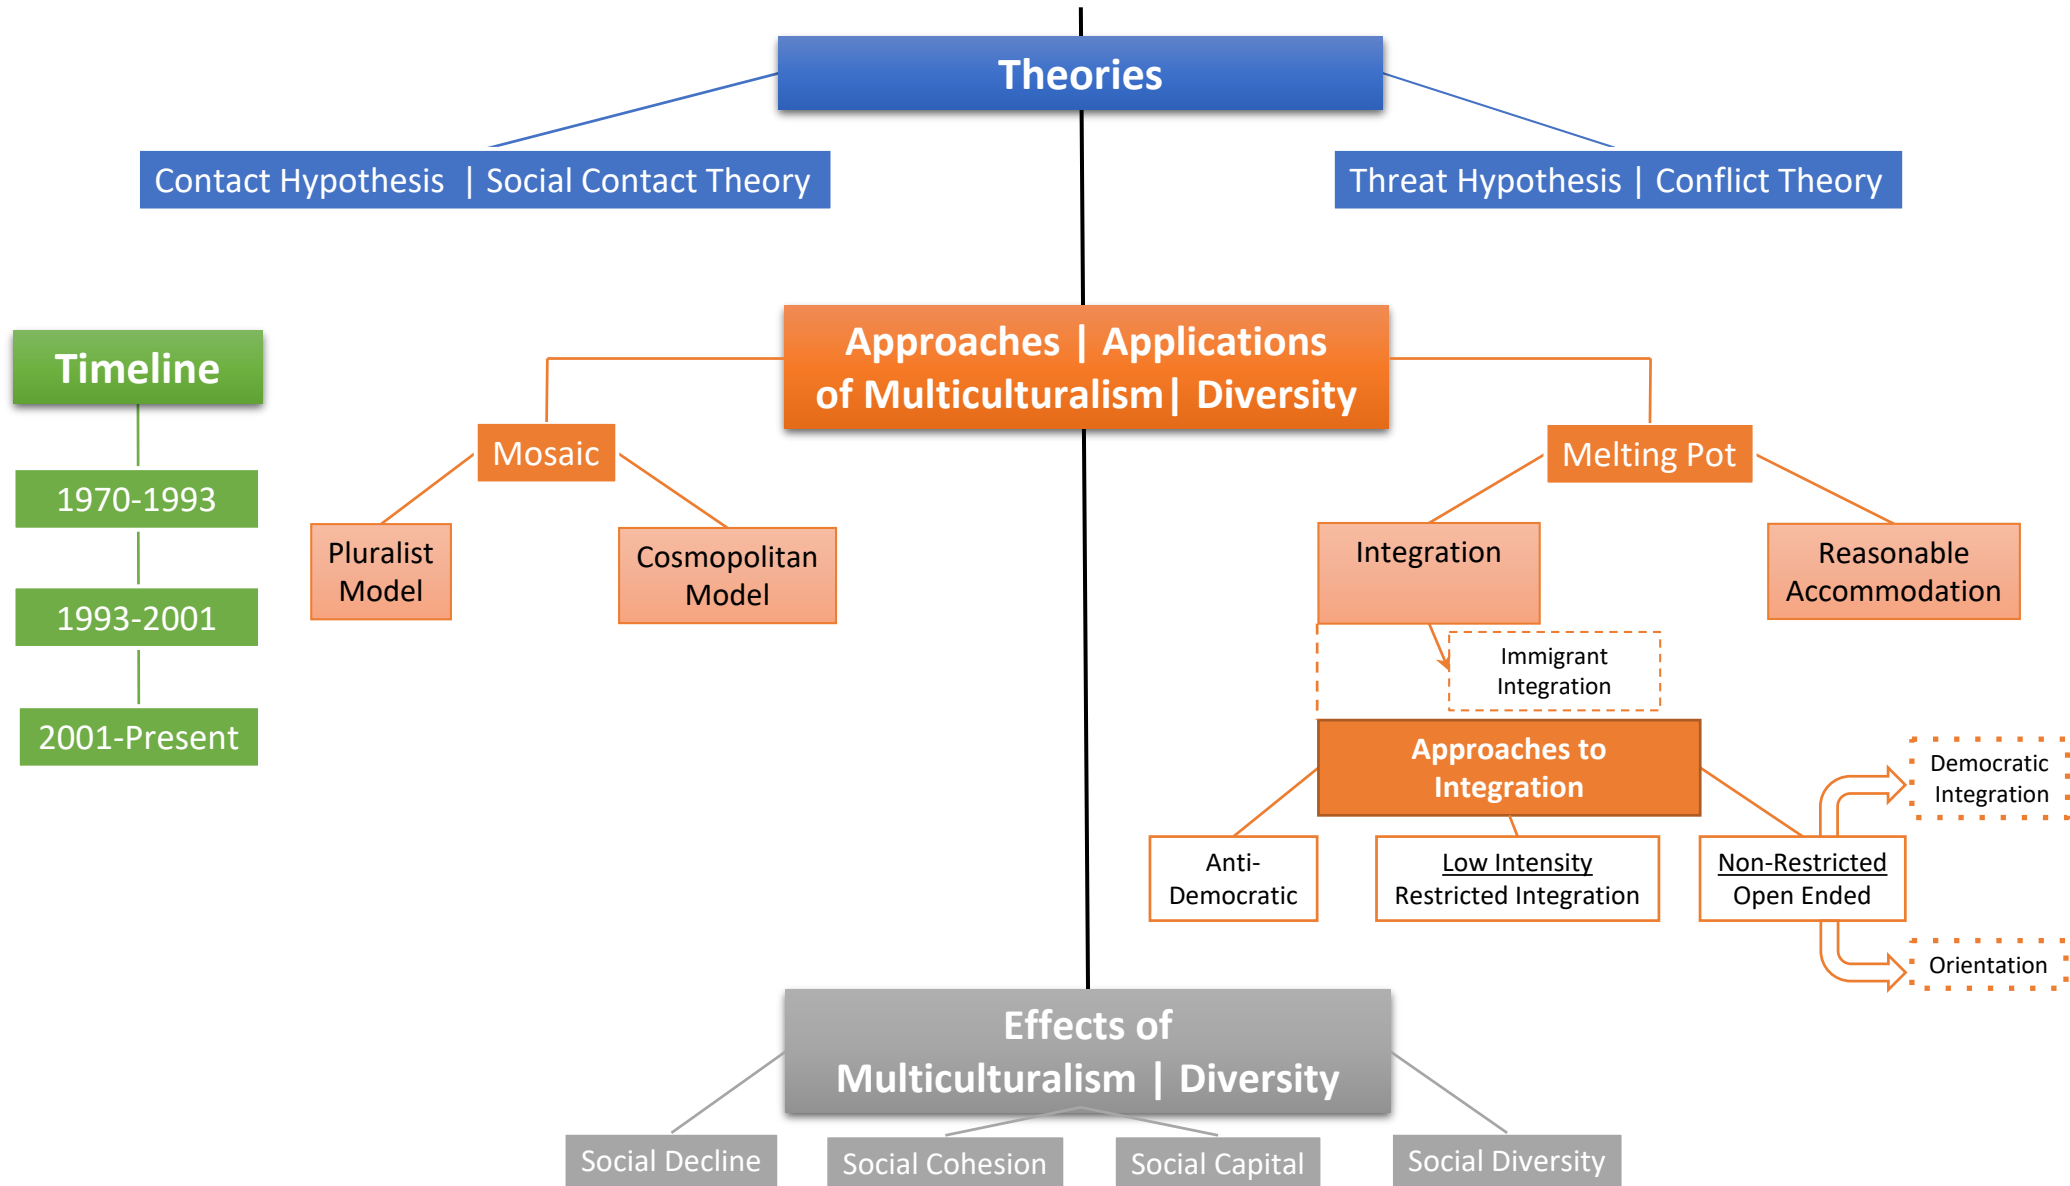 Theories
Contact Hypothesis | Social Contact Theory
Threat Hypothesis | Conflict Theory
Approaches | Applications
of Multiculturalism| Diversity
Timeline
1970-1993
1993-2001
2001-Present
Mosaic
Pluralist
Model
Cosmopolitan
Model
Melting Pot
Integration
Reasonable
Accommodation
Immigrant
Integration
Approaches to
Integration
Anti-
Democratic
Low Intensity
Restricted Integration
Non-Restricted
Open Ended
Democratic
Integration
Orientation
Effects of
Multiculturalism | Diversity
Social Decline
Social Cohesion
Social Capital
Social Diversity